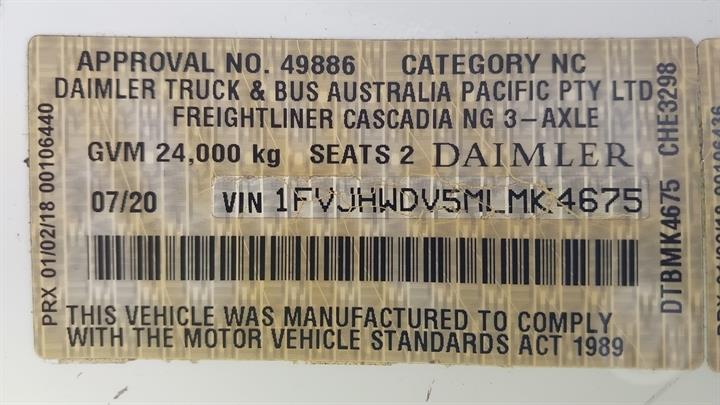 APPROVAL NO. 49886 CATEGORY NC
DAIMLER TRUCK & BUS AUSTRALIA PACIFIC PTY LTD
FREIGHTLINER CASCADIA NG 3-AXLE
GVM 24,000 kg SEATS 2 DAIMLER
07/20 VIN 1FVJHWDV5MLMK4675
THIS VEHICLE WAS MANUFACTURED TO COMPLY
WITH THE MOTOR VEHICLE STANDARDS ACT 1989
PRX 01/02/18 00106440
DTBMK4675 CHE3298